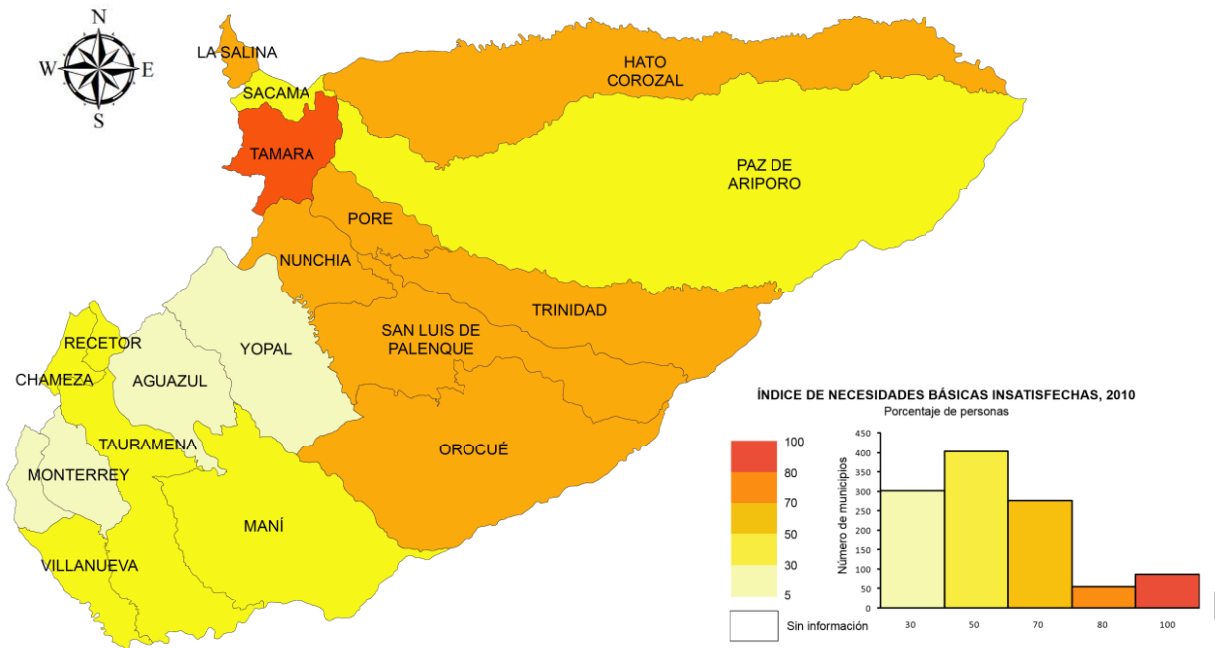 N
W
E
S
LA SALINA
HATO
COROZAL
SACAMA
TAMARA
PAZ DE
ARIPORO
PORE
NUNCHIA
TRINIDAD
SAN LUIS DE
PALENQUE
RECETOR
YOPAL
CHAMEZA
AGUAZUL
TAURAMENA
OROCUÉ
MONTERREY
MANÍ
VILLANUEVA
ÍNDICE DE NECESIDADES BÁSICAS INSATISFECHAS, 2010
Porcentaje de personas
100
80
70
50
30
5
Sin información
Número de municipios
450
400
350
300
250
200
150
100
50
0
30
50
70
80
100